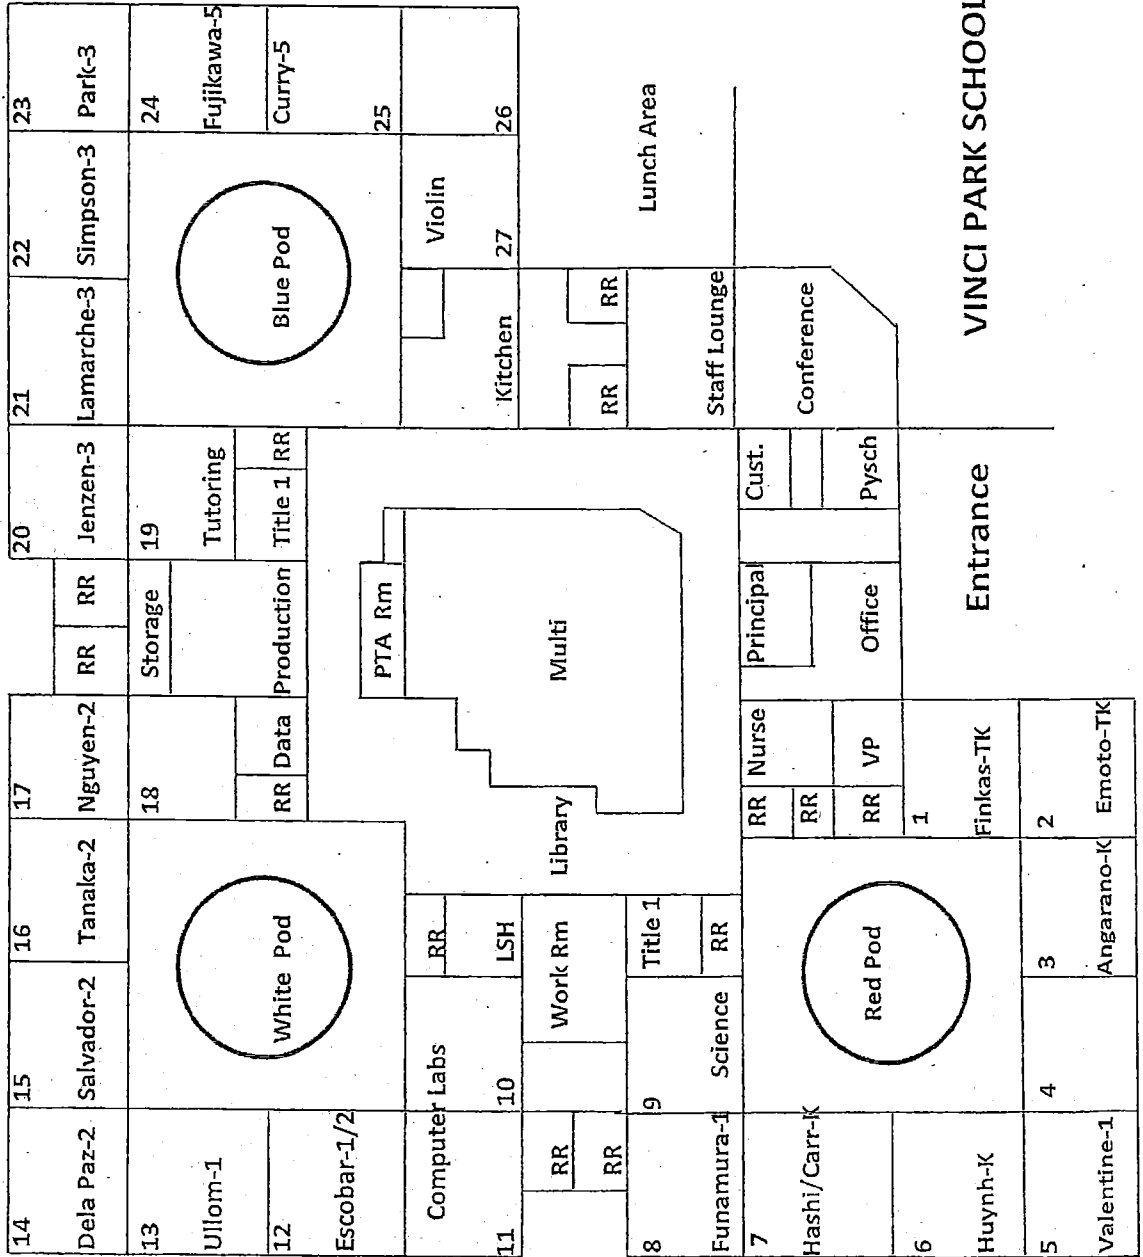 14
Dela Paz-2
15
Salvador-2
16
Tanaka-2
17
Nguyen-2
RR
RR
20
Jenzen-3
21
Lamarche-3
22
Simpson-3
23
Park-3
13
Ullom-1
12
Escobar-1/2
White Pod
18
RR
Data
Storage
Production
19
Tutoring
Title 1
RR
Blue Pod
24
Fujikawa-5
Curry-5
25
Computer Labs
11
10
RR
LSH
Library
PTA Rm
Multi
Kitchen
Violin
27
26
RR
RR
Work Rm
RR
RR
Lunch Area
8
Funamura-1
9
Science
Title 1
RR
Staff Lounge
7
Hashi/Carr-K
6
Huynh-K
Red Pod
RR
RR
RR
Nurse
VP
Principal
Office
Cust.
Pysch
Conference
1
Finkas-TK
Entrance
5
Valentine-1
4
3
Angarano-K
2
Emoto-TK
VINCI PARK SCHOOL